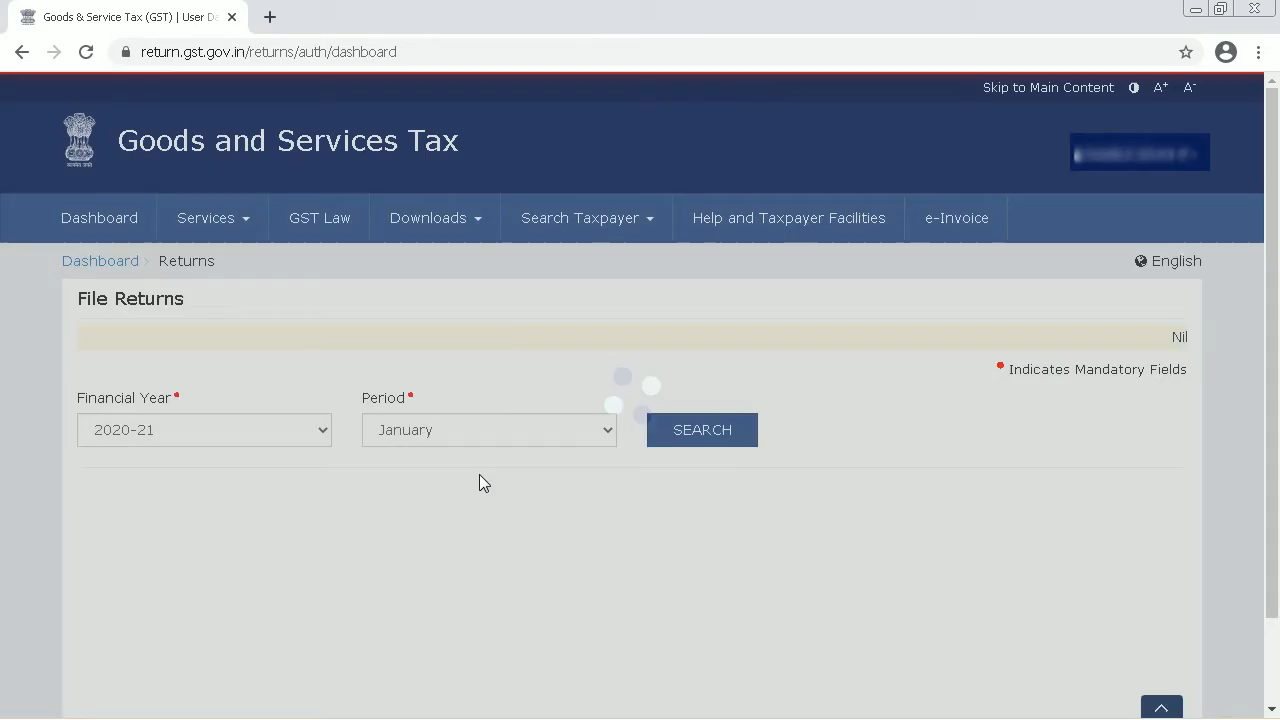 Goods & Service Tax (GST) | User Da
return.gst.gov.in/returns/auth/dashboard
Skip to Main Content A+ A-
Goods and Services Tax
Dashboard Services GST Law Downloads Search Taxpayer Help and Taxpayer Facilities e-Invoice
Dashboard Returns English
File Returns
Nil
Indicates Mandatory Fields
Financial Year Period
2020-21 January SEARCH